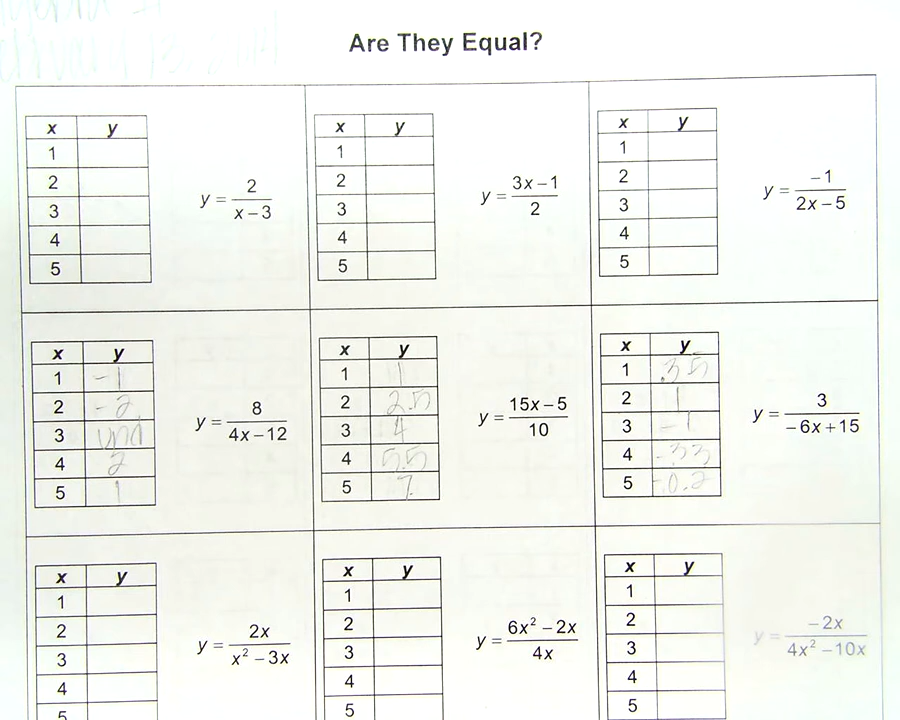 Are They Equal?
x y
1
2
3
4
5
y = 2/(x − 3)
x y
1
2
3
4
5
y = (3x − 1)/2
x y
1
2
3
4
5
y = −1/(2x − 5)
x y
1 −1
2 −2
3 und
4 2
5 1
y = 8/(4x − 12)
x y
1 1
2 2.5
3 4
4 5.5
5 7
y = (15x − 5)/10
x y
1 .35
2 1
3 −1
4 −.33
5 −0.2
y = 3/(−6x + 15)
x y
1
2
3
4
5
y = 2x/(x² − 3x)
x y
1
2
3
4
5
y = (6x² − 2x)/4x
x y
1
2
3
4
5
y = −2x/(4x² − 10x)